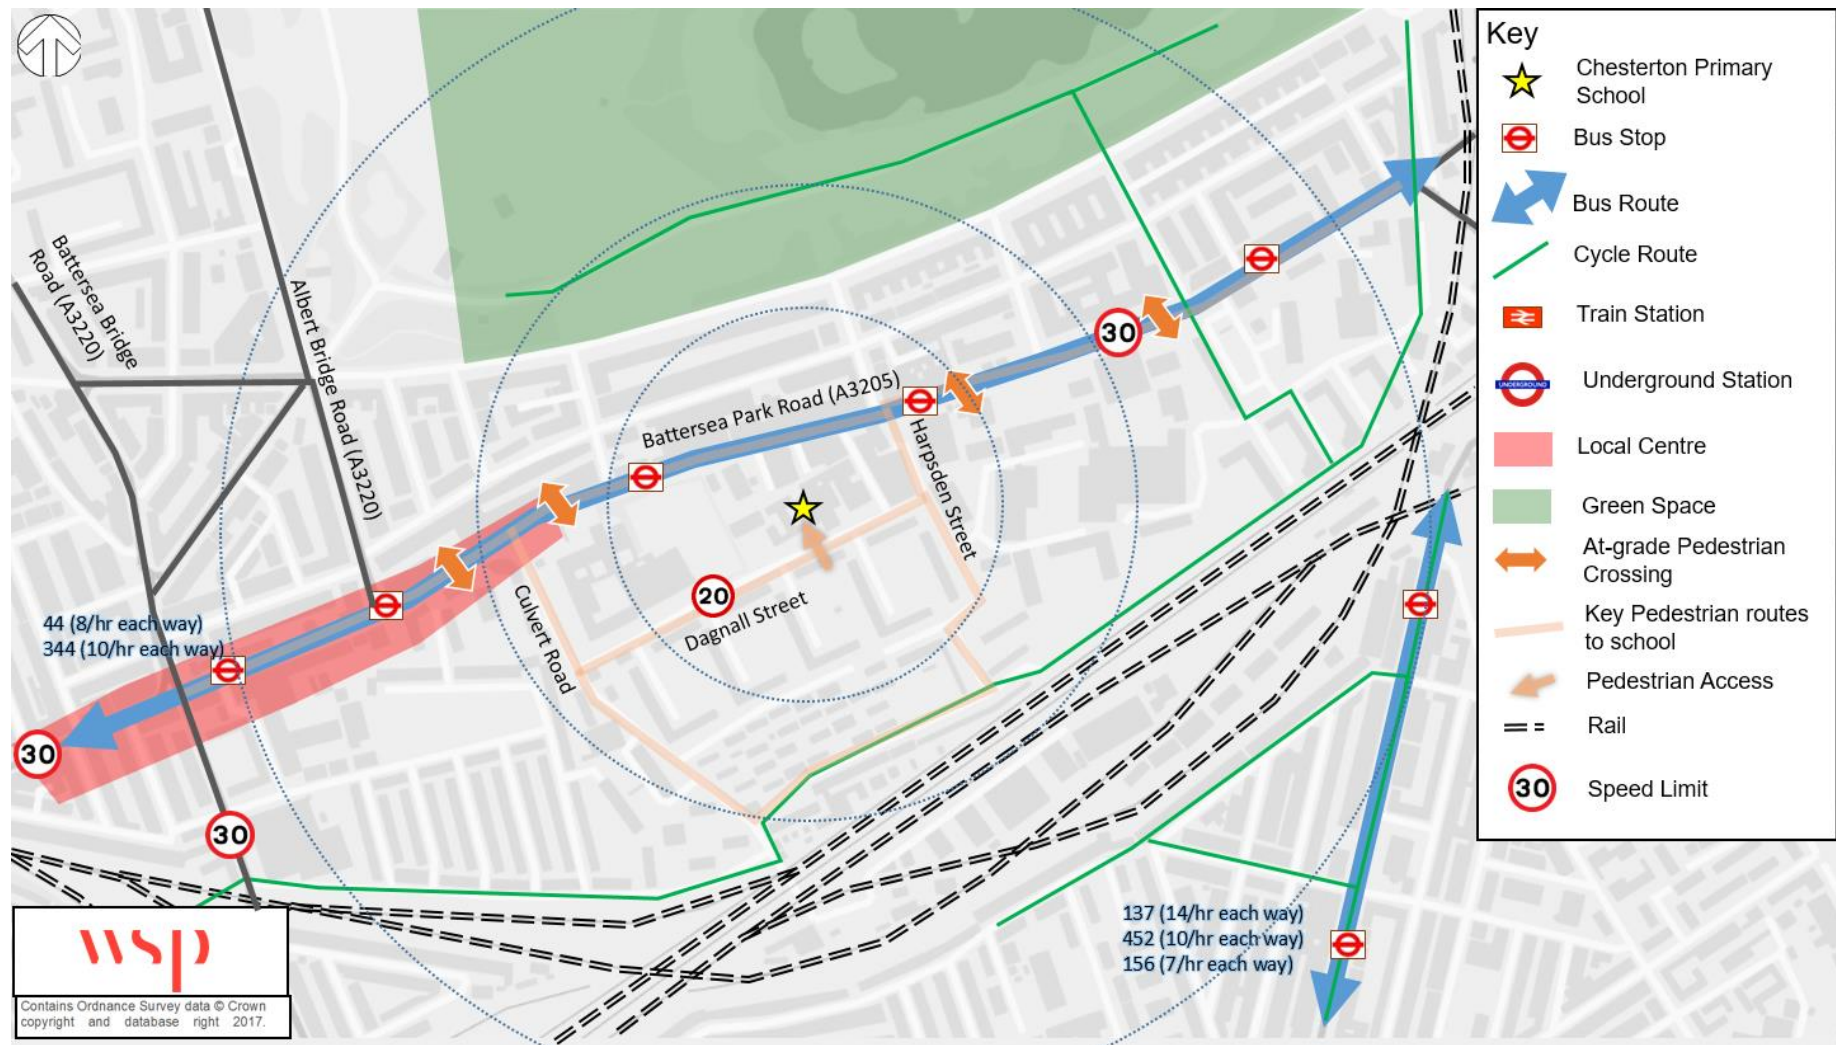 Key
Chesterton Primary
School
Bus Stop
Bus Route
Cycle Route
Train Station
UNDERGROUND
Underground Station
Local Centre
Green Space
At-grade Pedestrian
Crossing
Key Pedestrian routes
to school
Pedestrian Access
Rail
30
Speed Limit
Battersea Bridge
Road (A3220)
Albert Bridge Road (A3220)
Battersea Park Road (A3205)
30
Harpsden Street
20
Dagnall Street
Culvert Road
44 (8/hr each way)
344 (10/hr each way)
30
30
137 (14/hr each way)
452 (10/hr each way)
156 (7/hr each way)
wsp
Contains Ordnance Survey data © Crown
copyright and database right 2017.